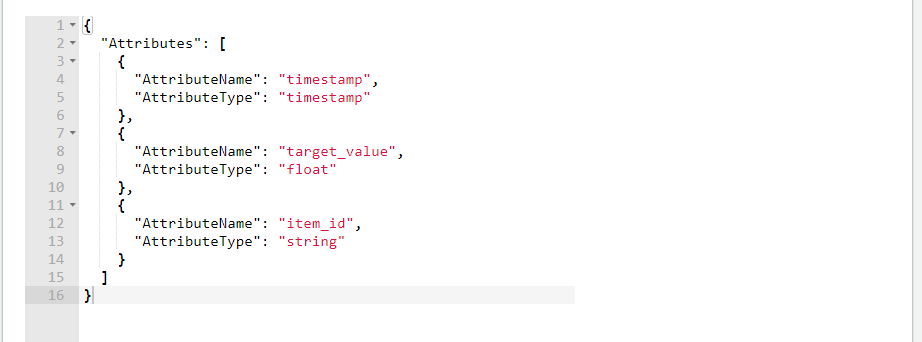 1 {
2   "Attributes": [
3     {
4       "AttributeName": "timestamp",
5       "AttributeType": "timestamp"
6     },
7     {
8       "AttributeName": "target_value",
9       "AttributeType": "float"
10     },
11     {
12       "AttributeName": "item_id",
13       "AttributeType": "string"
14     }
15   ]
16 }